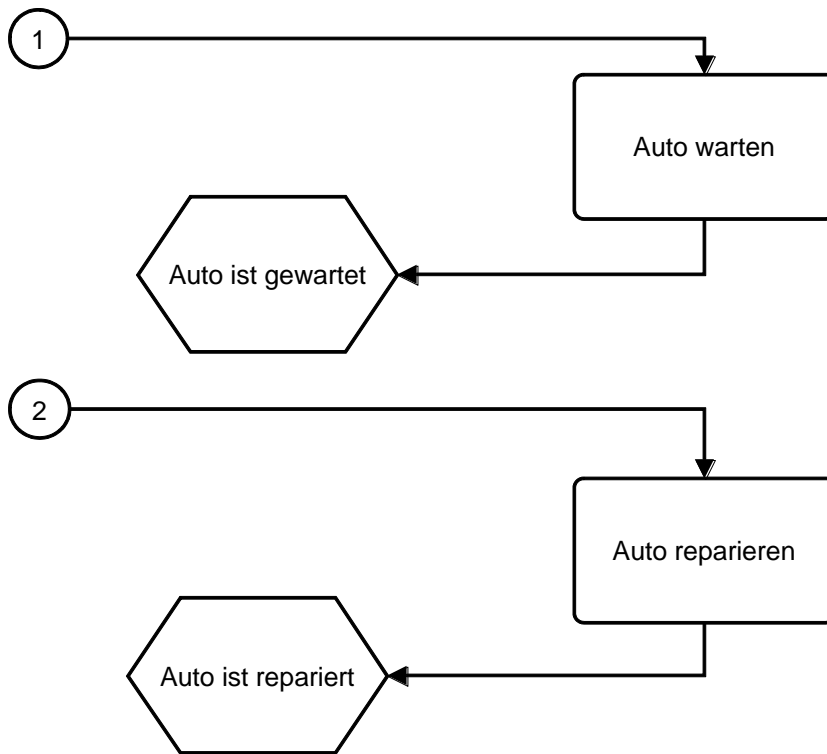 1
Auto warten
Auto ist gewartet
2
Auto reparieren
Auto ist repariert